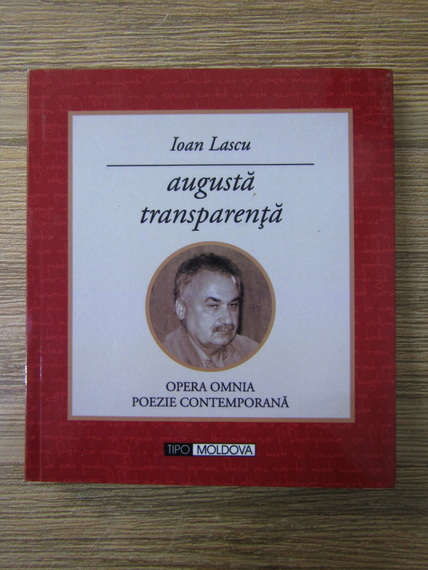 Ioan Lascu
augustă
transparenţă
OPERA OMNIA
POEZIE CONTEMPORANĂ
TIPO MOLDOVA